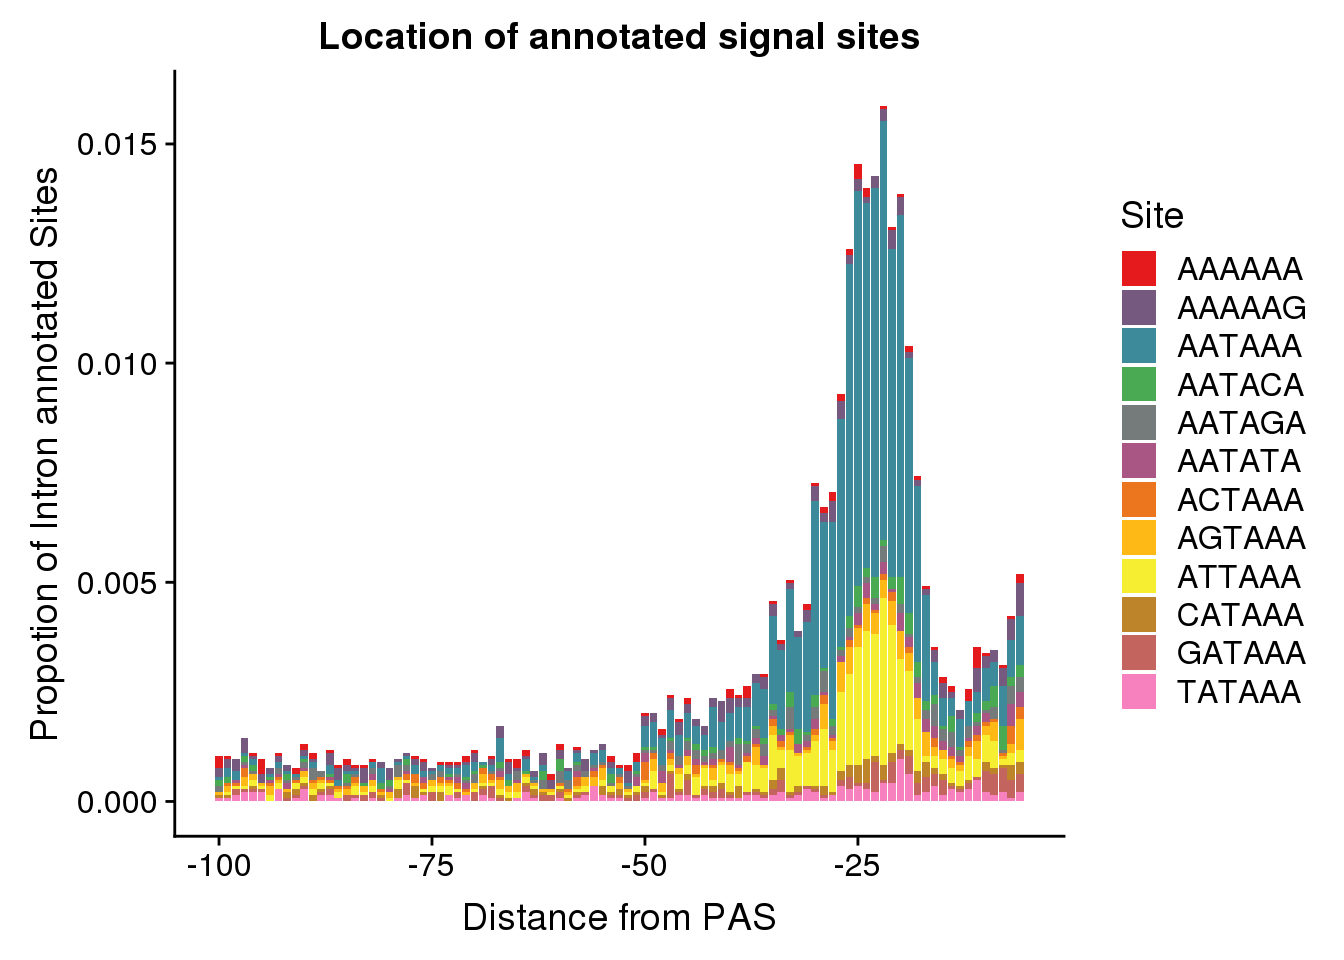 Location of annotated signal sites
Propotion of Intron annotated Sites
0.015
0.010
0.005
0.000
-100
-75
-50
-25
Distance from PAS
Site
AAAAAA
AAAAAG
AATAAA
AATACA
AATAGA
AATATA
ACTAAA
AGTAAA
ATTAAA
CATAAA
GATAAA
TATAAA